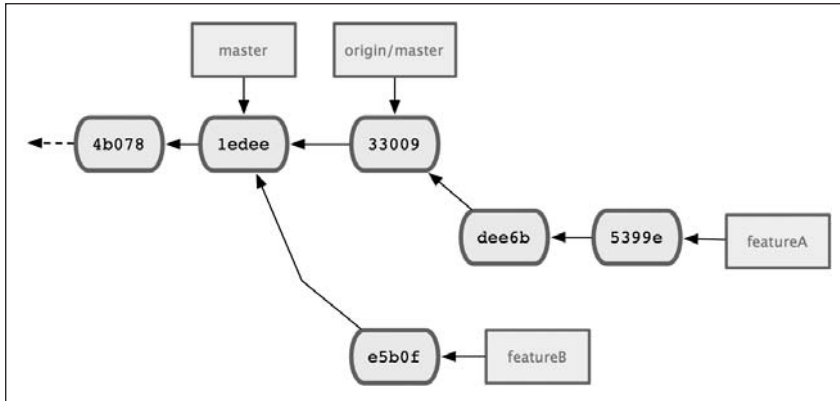 master
origin/master
4b078
1edee
33009
dee6b
5399e
featureA
e5b0f
featureB